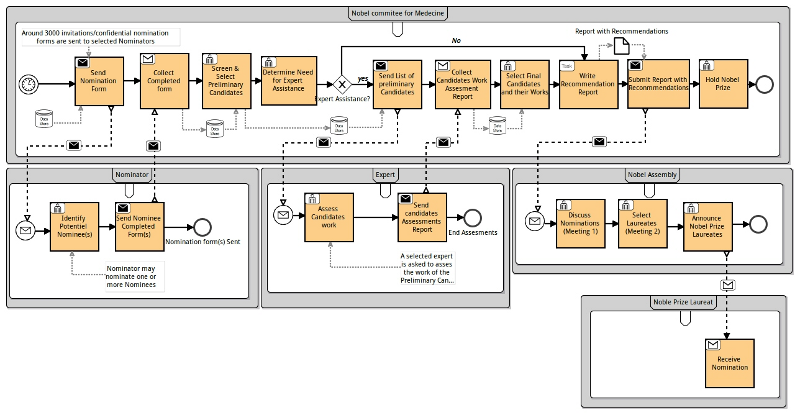 Nobel commitee for Medecine
Around 3000 invitations/confidential nomination
forms are sent to selected Nominators
Report with Recommendations
No
Send
Nomination
Form
Collect
Completed
form
Screen &
Select
Preliminary
Candidates
Determine Need
for Expert
Assistance
yes
Expert Assistance?
Send List of
preliminary
Candidates
Collect
Candidates Work
Assesment
Report
Select Final
Candidates
and their Works
Task
Write
Recommendation
Report
Submit Report with
Reconmmendations
Hold Nobel
Prize
Data
Store
Data
Store
Data
Store
Data
Store
Nominator
Identify
Potentiel
Nominee(s)
Send Nominee
Completed
Form(s)
Nomination form(s) Sent
Nominator may
nominate one or
more Nominees
Expert
Assess
Candidates
work
Send
candidates
Assessments
Report
End Assesments
A selected expert
is asked to asses
the work of the
Preliminary Can...
Nobel Assembly
Discuss
Nominations
(Meeting 1)
Select
Laureates
(Meeting 2)
Announce
Nobel Prize
Laureates
Noble Prize Laureat
Receive
Nomination